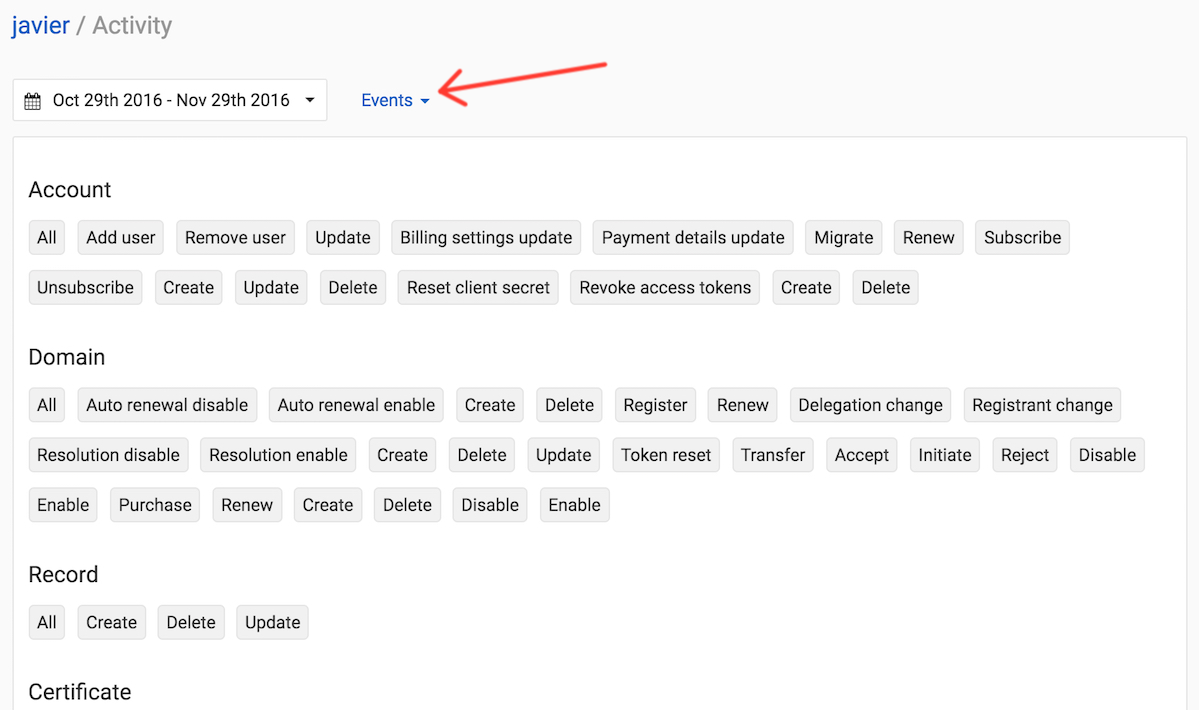 javier / Activity
Oct 29th 2016 - Nov 29th 2016 Events
Account
All Add user Remove user Update Billing settings update Payment details update Migrate Renew Subscribe
Unsubscribe Create Update Delete Reset client secret Revoke access tokens Create Delete
Domain
All Auto renewal disable Auto renewal enable Create Delete Register Renew Delegation change Registrant change
Resolution disable Resolution enable Create Delete Update Token reset Transfer Accept Initiate Reject Disable
Enable Purchase Renew Create Delete Disable Enable
Record
All Create Delete Update
Certificate